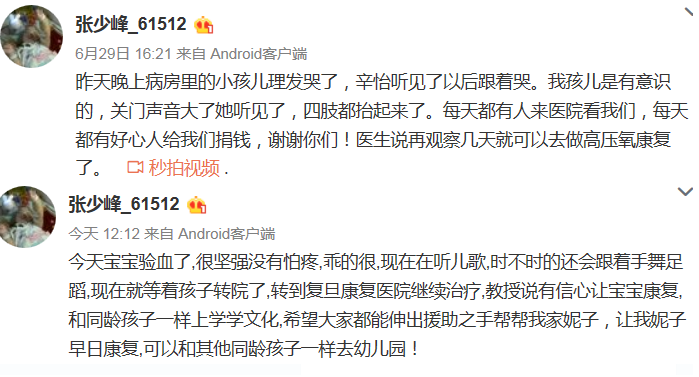 张少峰_61512
6月29日 16:21 来自 Android客户端
昨天晚上病房里的小孩儿理发哭了，辛怡听见了以后跟着哭。我孩儿是有意识
的，关门声音大了她听见了，四肢都抬起来了。每天都有人来医院看我们，每天
都有好心人给我们捐钱，谢谢你们！医生说再观察几天就可以去做高压氧康复
了。 秒拍视频 .
张少峰_61512
今天 12:12 来自 Android客户端
今天宝宝验血了,很坚强没有怕疼,乖的很,现在在听儿歌,时不时的还会跟着手舞足
蹈,现在就等着孩子转院了,转到复旦康复医院继续治疗,教授说有信心让宝宝康复,
和同龄孩子一样上学学文化,希望大家都能伸出援助之手帮帮我家妮子，让我妮子
早日康复,可以和其他同龄孩子一样去幼儿园！